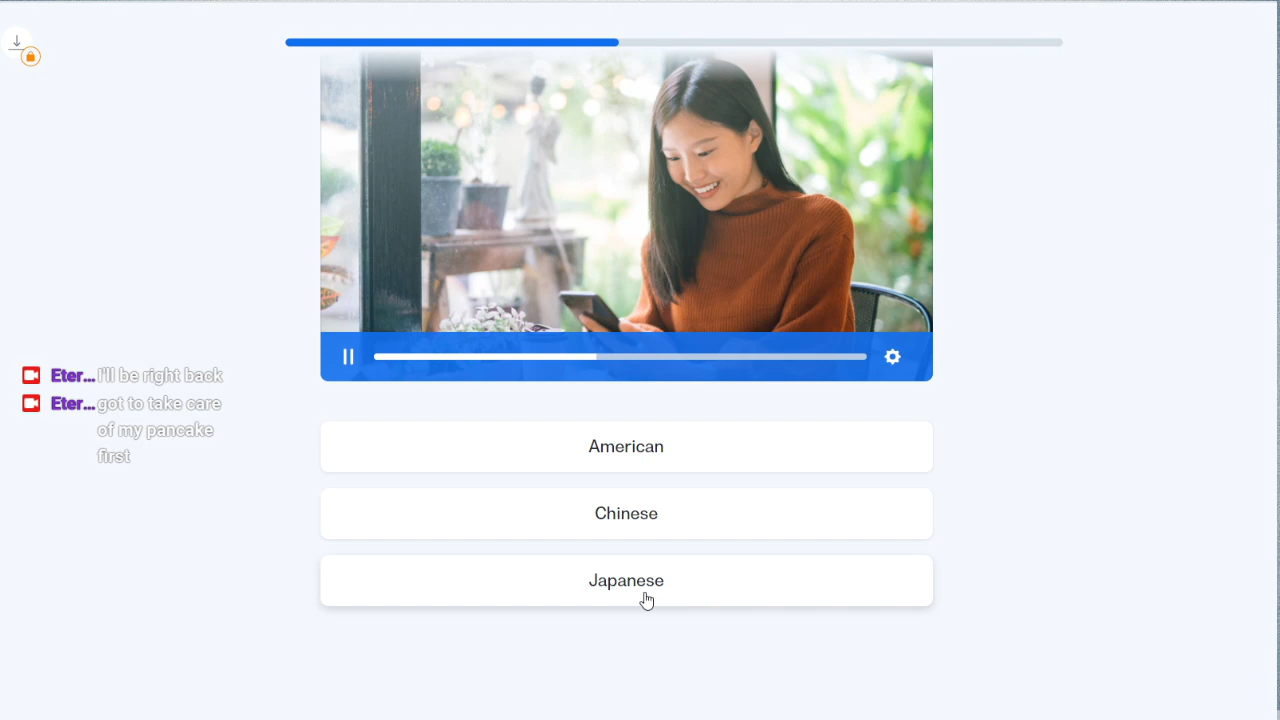 Eter... I'll be right back
Eter... got to take care
of my pancake
first
American
Chinese
Japanese